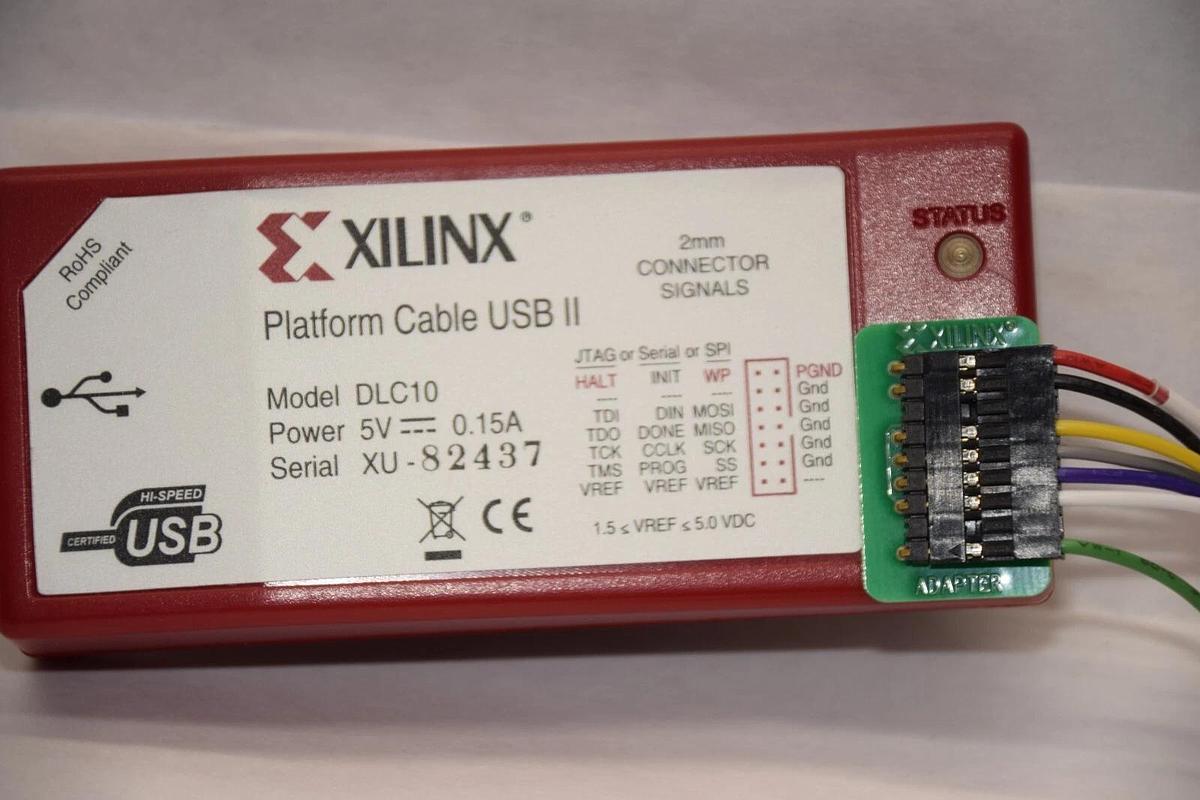 RoHS
Compliant
XILINX®
Platform Cable USB II
Model DLC10
Power 5V 0.15A
Serial XU - 82437
HI-SPEED
CERTIFIED USB
CE
2mm
CONNECTOR
SIGNALS
JTAG or Serial or SPI
HALT INIT WP PGND
---- ---- ---- Gnd
TDI DIN MOSI Gnd
TDO DONE MISO Gnd
TCK CCLK SCK Gnd
TMS PROG SS Gnd
VREF VREF VREF ----
1.5 ≤ VREF ≤ 5.0 VDC
STATUS
XILINX®
ADAPTER